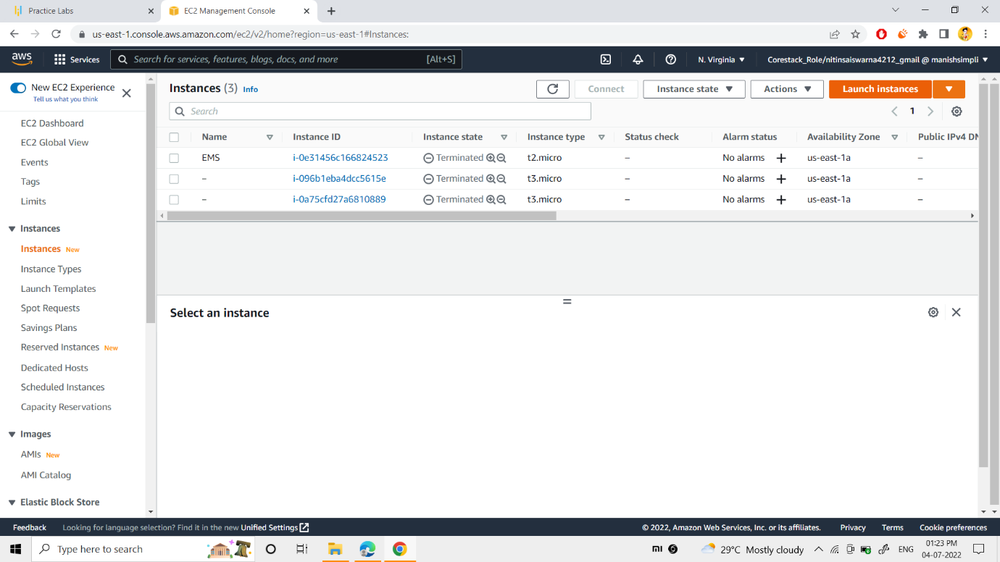 Practice Labs
EC2 Management Console
us-east-1.console.aws.amazon.com/ec2/v2/home?region=us-east-1#Instances:
aws
Services
Search for services, features, blogs, docs, and more
[Alt+S]
N. Virginia
Corestack_Role/nitinsaiswarna4212_gmail @ manishsimpli
New EC2 Experience
Tell us what you think
EC2 Dashboard
EC2 Global View
Events
Tags
Limits
Instances
Instances New
Instance Types
Launch Templates
Spot Requests
Savings Plans
Reserved Instances New
Dedicated Hosts
Scheduled Instances
Capacity Reservations
Images
AMIs New
AMI Catalog
Elastic Block Store
Instances (3) Info
Connect
Instance state
Actions
Launch instances
Search
1
Name Instance ID Instance state Instance type Status check Alarm status Availability Zone Public IPv4 DN
EMS i-0e31456c166824523 Terminated t2.micro – No alarms + us-east-1a –
– i-096b1eba4dcc5615e Terminated t3.micro – No alarms + us-east-1a –
– i-0a75cfd27a6810889 Terminated t3.micro – No alarms + us-east-1a –
Select an instance
Feedback Looking for language selection? Find it in the new Unified Settings © 2022, Amazon Web Services, Inc. or its affiliates. Privacy Terms Cookie preferences
Type here to search
29°C Mostly cloudy
ENG
01:23 PM
04-07-2022